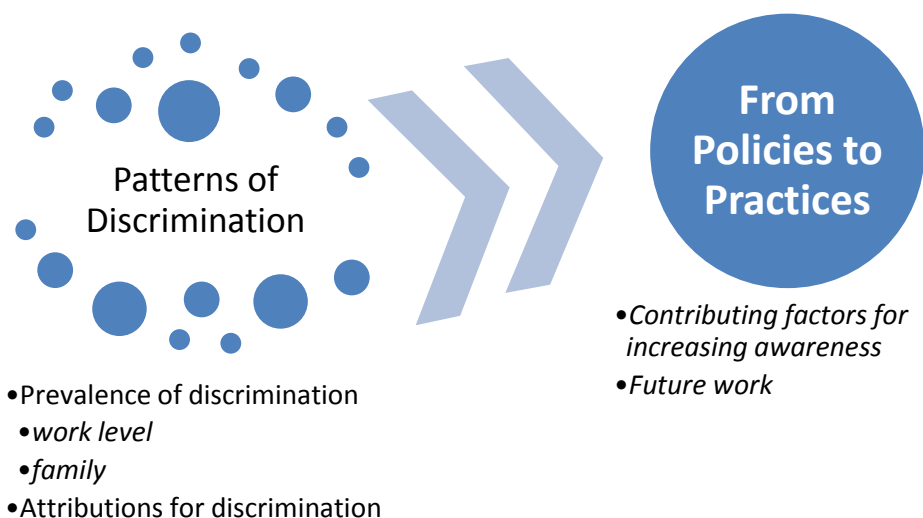 Patterns of
Discrimination
•Prevalence of discrimination
•work level
•family
•Attributions for discrimination
From
Policies to
Practices
•Contributing factors for
increasing awareness
•Future work